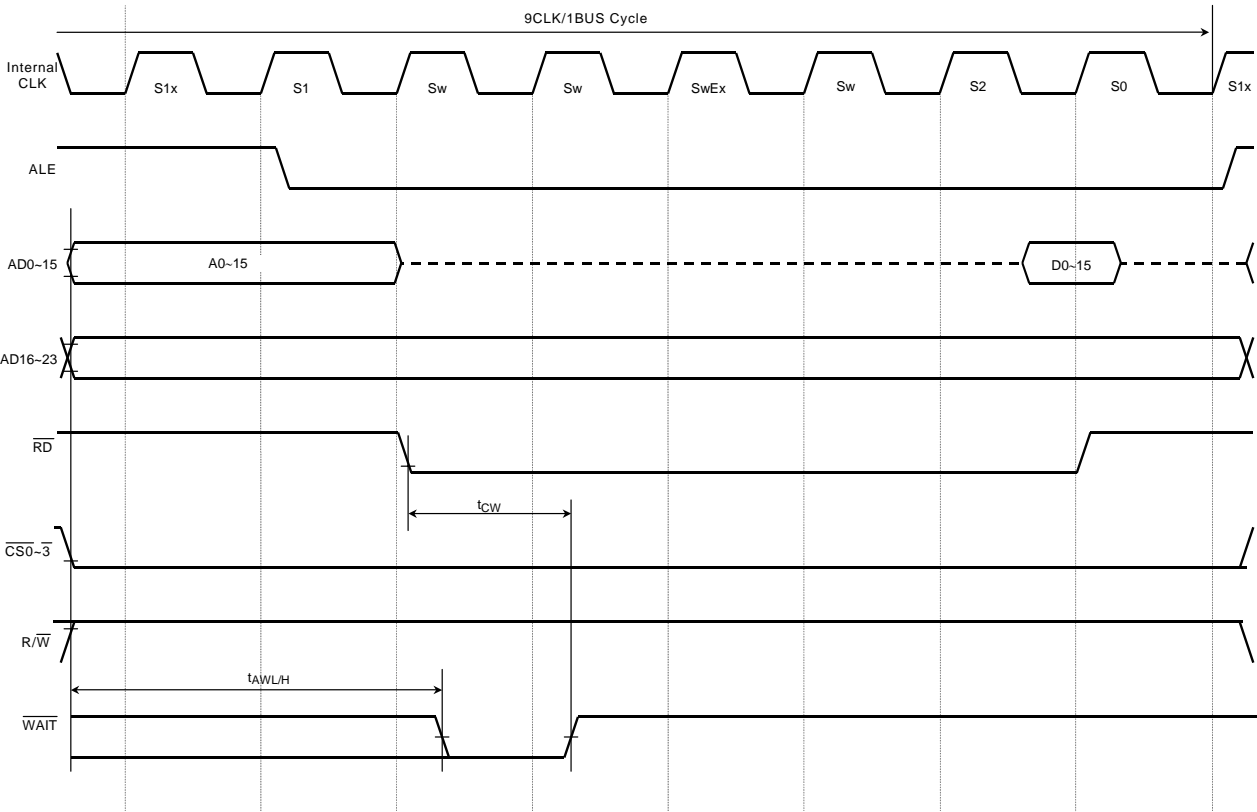 9CLK/1BUS Cycle
Internal
CLK
S1x
S1
Sw
Sw
SwEx
Sw
S2
S0
S1x
ALE
AD0~15
A0~15
D0~15
AD16~23
RD
tCW
CS0~3
R/W
tAWL/H
WAIT